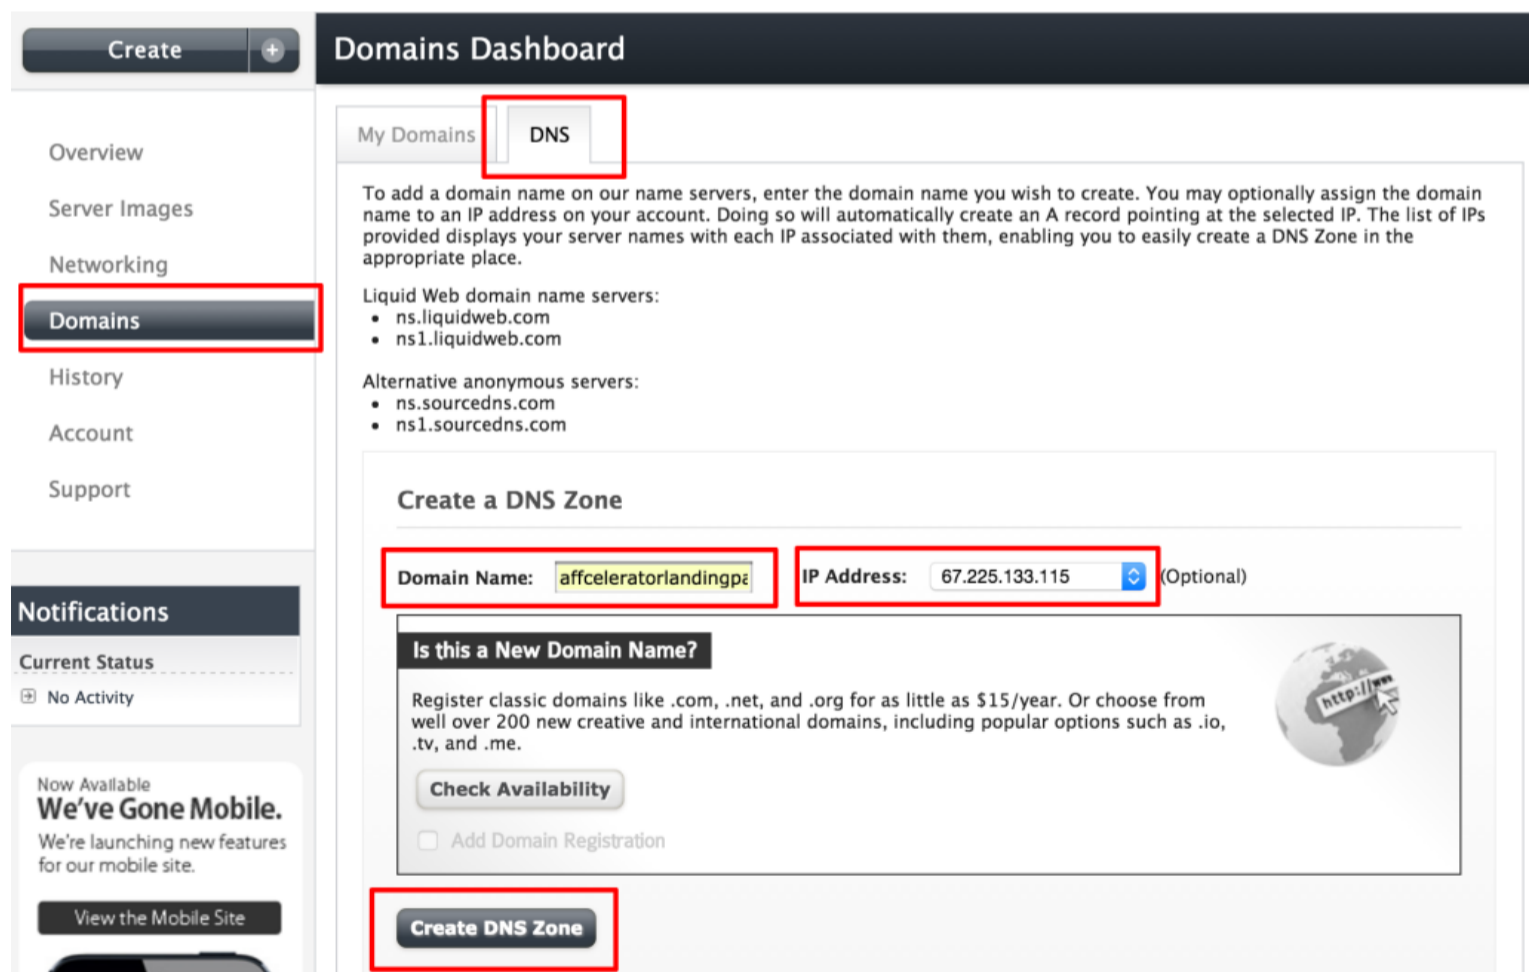 Create
Domains Dashboard
Overview
Server Images
Networking
Domains
History
Account
Support
Notifications
Current Status
No Activity
Now Available
We've Gone Mobile.
We're launching new features
for our mobile site.
View the Mobile Site
My Domains
DNS
To add a domain name on our name servers, enter the domain name you wish to create. You may optionally assign the domain
name to an IP address on your account. Doing so will automatically create an A record pointing at the selected IP. The list of IPs
provided displays your server names with each IP associated with them, enabling you to easily create a DNS Zone in the
appropriate place.
Liquid Web domain name servers:
• ns.liquidweb.com
• ns1.liquidweb.com
Alternative anonymous servers:
• ns.sourcedns.com
• ns1.sourcedns.com
Create a DNS Zone
Domain Name: affceleratorlandingpa
IP Address: 67.225.133.115 (Optional)
Is this a New Domain Name?
Register classic domains like .com, .net, and .org for as little as $15/year. Or choose from
well over 200 new creative and international domains, including popular options such as .io,
.tv, and .me.
http://www
Check Availability
Add Domain Registration
Create DNS Zone